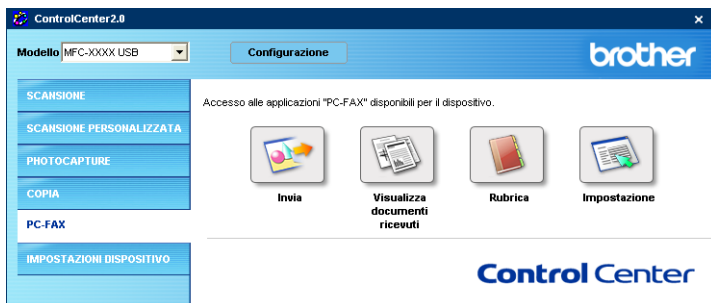 ControlCenter2.0
Modello MFC-XXXX USB
Configurazione
brother
SCANSIONE
SCANSIONE PERSONALIZZATA
PHOTOCAPTURE
COPIA
PC-FAX
IMPOSTAZIONI DISPOSITIVO
Accesso alle applicazioni "PC-FAX" disponibili per il dispositivo.
Invia
Visualizza
documenti
ricevuti
Rubrica
Impostazione
Control Center